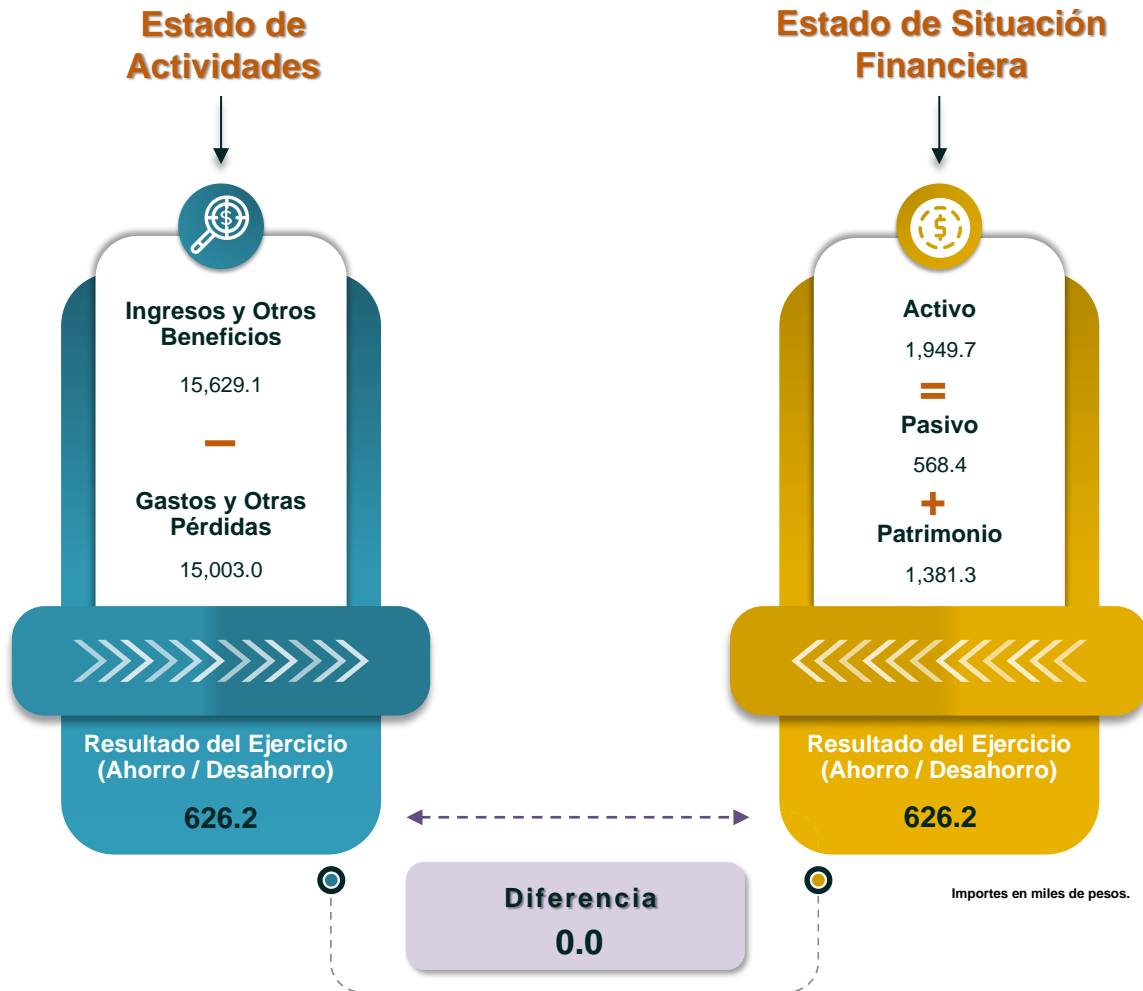 Estado de
Actividades
Ingresos y Otros
Beneficios
15,629.1
−
Gastos y Otras
Pérdidas
15,003.0
Resultado del Ejercicio
(Ahorro / Desahorro)
626.2
Estado de Situación
Financiera
$
Activo
1,949.7
=
Pasivo
568.4
+
Patrimonio
1,381.3
Resultado del Ejercicio
(Ahorro / Desahorro)
626.2
Diferencia
0.0
Importes en miles de pesos.